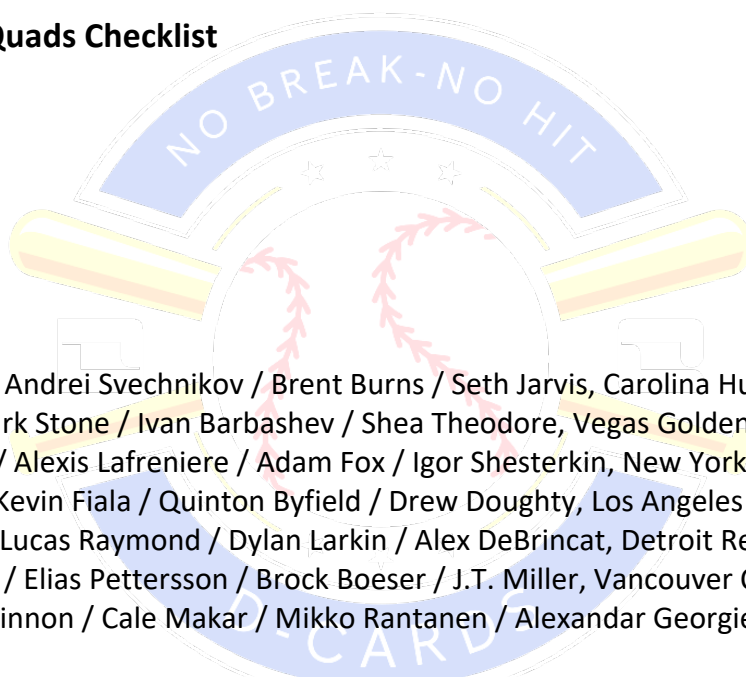 Quads Checklist
NO BREAK-NO HIT
Andrei Svechnikov / Brent Burns / Seth Jarvis, Carolina Hu
rk Stone / Ivan Barbashev / Shea Theodore, Vegas Golden
/ Alexis Lafreniere / Adam Fox / Igor Shesterkin, New York
Kevin Fiala / Quinton Byfield / Drew Doughty, Los Angeles
Lucas Raymond / Dylan Larkin / Alex DeBrincat, Detroit Re
/ Elias Pettersson / Brock Boeser / J.T. Miller, Vancouver C
innon / Cale Makar / Mikko Rantanen / Alexandar Georgie
D-CARDS